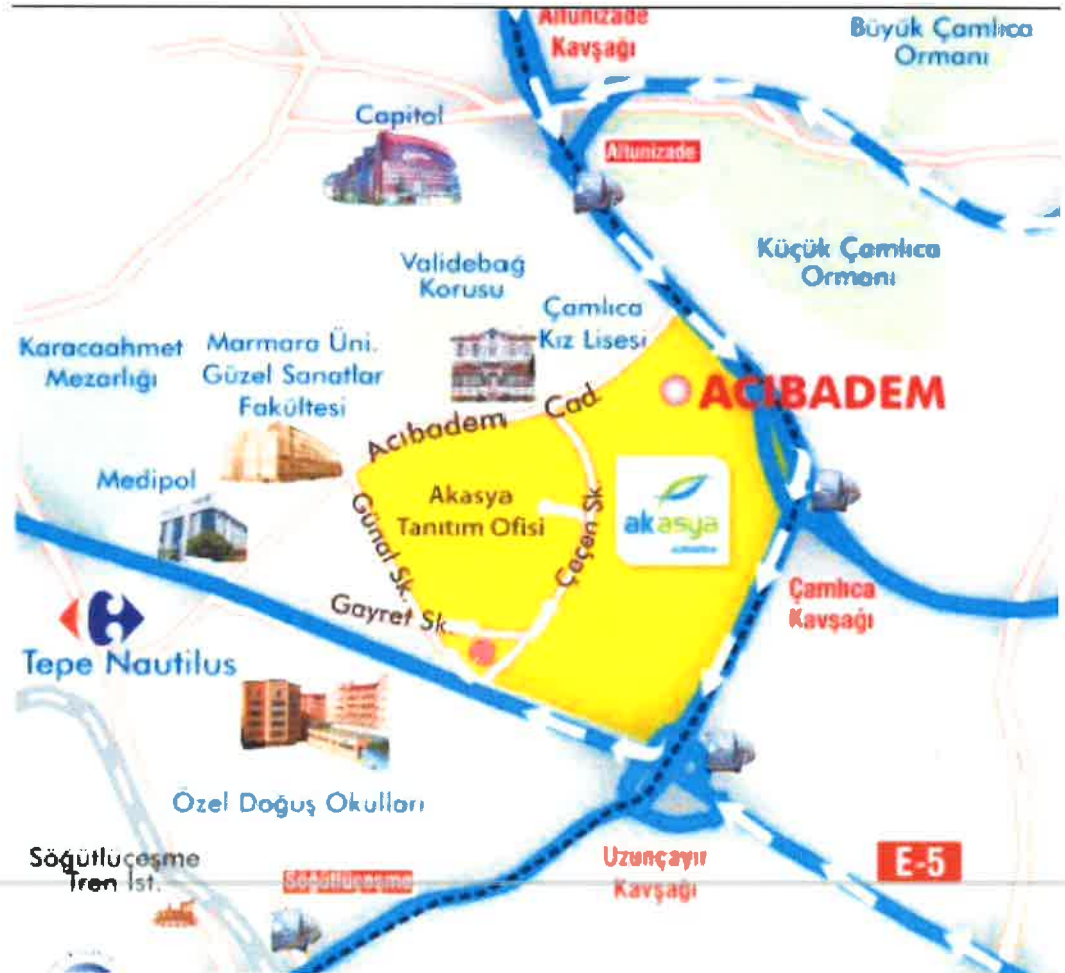 Altunizade
Kavşağı
Büyük Çamlıca
Ormanı
Capitol
Altunizade
Küçük Çamlıca
Ormanı
Validebağ
Korusu
Çamlıca
Kız Lisesi
Karacaahmet
Mezarlığı
Marmara Üni.
Güzel Sanatlar
Fakültesi
ACIBADEM
Acıbadem Cad.
Medipol
Akasya
Tanıtım Ofisi
akasya
Günal Sk.
Çeçen Sk.
Gayret Sk.
Çamlıca
Kavşağı
Tepe Nautilus
Özel Doğuş Okulları
Söğütlüçeşme
Tren İst.
Söğütlüçeşme
Uzunçayır
Kavşağı
E-5